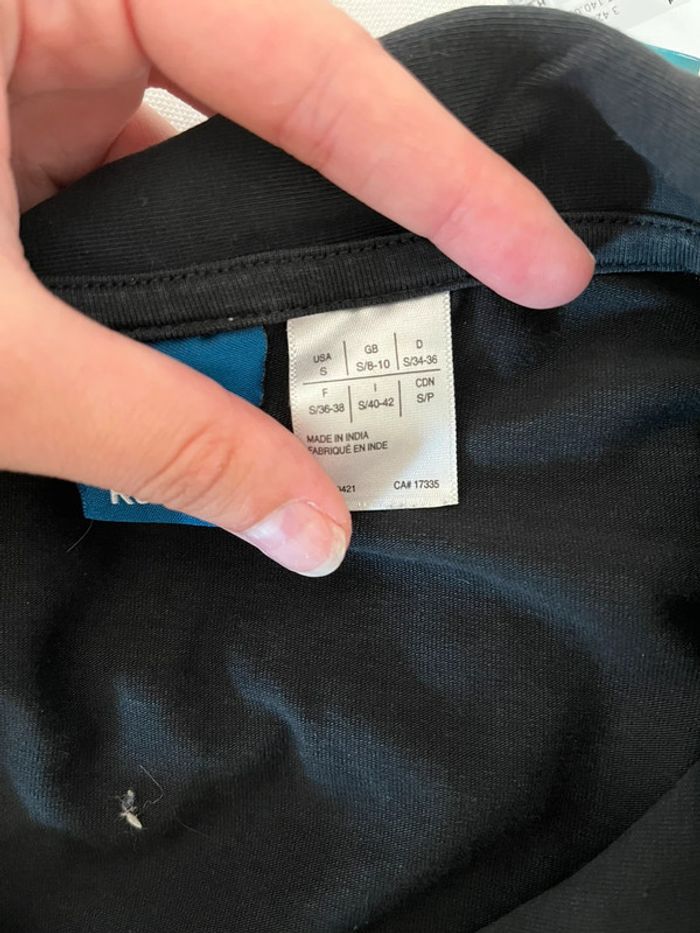 USA GB D
S S/8-10 S/34-36
F I CDN
S/36-38 S/40-42 S/P
MADE IN INDIA
FABRIQUÉ EN INDE
0421 CA# 17335